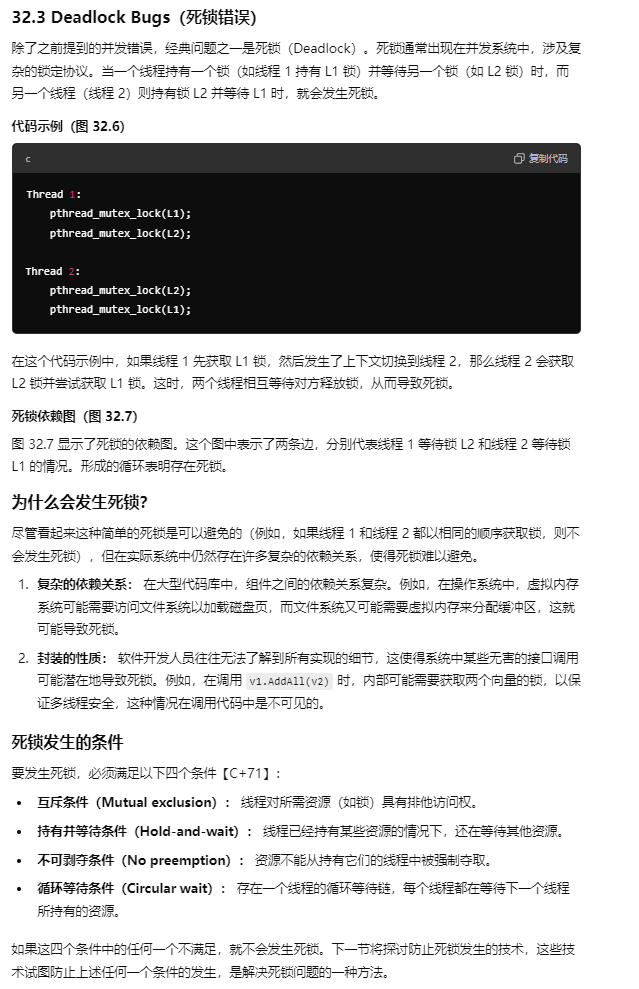 32.3 Deadlock Bugs（死锁错误）
除了之前提到的并发错误，经典问题之一是死锁（Deadlock）。死锁通常出现在并发系统中，涉及复
杂的锁定协议。当一个线程持有一个锁（如线程 1 持有 L1 锁）并等待另一个锁（如 L2 锁）时，而
另一个线程（线程 2）则持有锁 L2 并等待 L1 时，就会发生死锁。
代码示例（图 32.6）
c 复制代码
Thread 1:
    pthread_mutex_lock(L1);
    pthread_mutex_lock(L2);
Thread 2:
    pthread_mutex_lock(L2);
    pthread_mutex_lock(L1);
在这个代码示例中，如果线程 1 先获取 L1 锁，然后发生了上下文切换到线程 2，那么线程 2 会获取
L2 锁并尝试获取 L1 锁。这时，两个线程相互等待对方释放锁，从而导致死锁。
死锁依赖图（图 32.7）
图 32.7 显示了死锁的依赖图。这个图中表示了两条边，分别代表线程 1 等待锁 L2 和线程 2 等待锁
L1 的情况。形成的循环表明存在死锁。
为什么会发生死锁？
尽管看起来这种简单的死锁是可以避免的（例如，如果线程 1 和线程 2 都以相同的顺序获取锁，则不
会发生死锁），但在实际系统中仍然存在许多复杂的依赖关系，使得死锁难以避免。
1. 复杂的依赖关系： 在大型代码库中，组件之间的依赖关系复杂。例如，在操作系统中，虚拟内存
系统可能需要访问文件系统以加载磁盘页，而文件系统又可能需要虚拟内存来分配缓冲区，这就
可能导致死锁。
2. 封装的性质： 软件开发人员往往无法了解到所有实现的细节，这使得系统中某些无害的接口调用
可能潜在地导致死锁。例如，在调用 v1.AddAll(v2) 时，内部可能需要获取两个向量的锁，以保
证多线程安全，这种情况在调用代码中是不可见的。
死锁发生的条件
要发生死锁，必须满足以下四个条件【C+71】：
• 互斥条件（Mutual exclusion）： 线程对所需资源（如锁）具有排他访问权。
• 持有并等待条件（Hold-and-wait）： 线程已经持有某些资源的情况下，还在等待其他资源。
• 不可剥夺条件（No preemption）： 资源不能从持有它们的线程中被强制夺取。
• 循环等待条件（Circular wait）： 存在一个线程的循环等待链，每个线程都在等待下一个线程
所持有的资源。
如果这四个条件中的任何一个不满足，就不会发生死锁。下一节将探讨防止死锁发生的技术，这些技
术试图防止上述任何一个条件的发生，是解决死锁问题的一种方法。